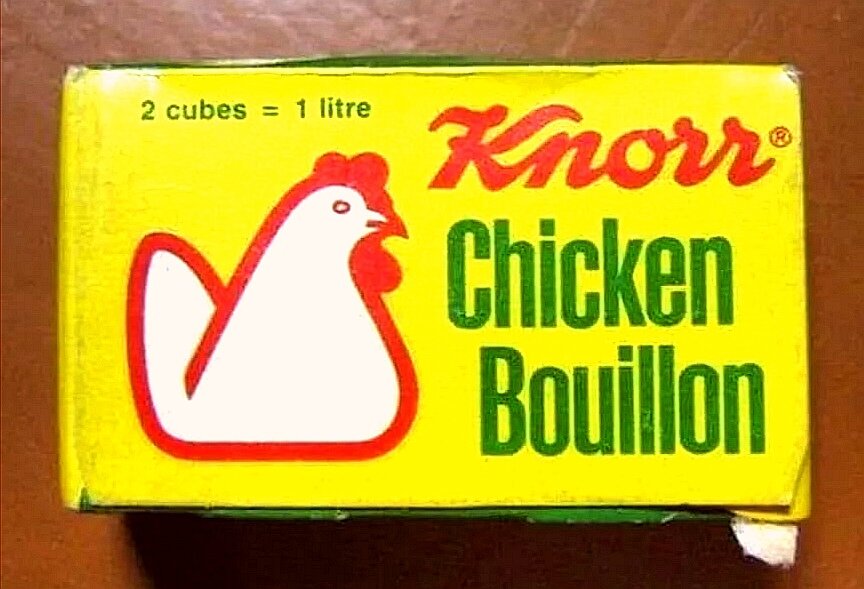 2 cubes = 1 litre
Knorr®
Chicken
Bouillon